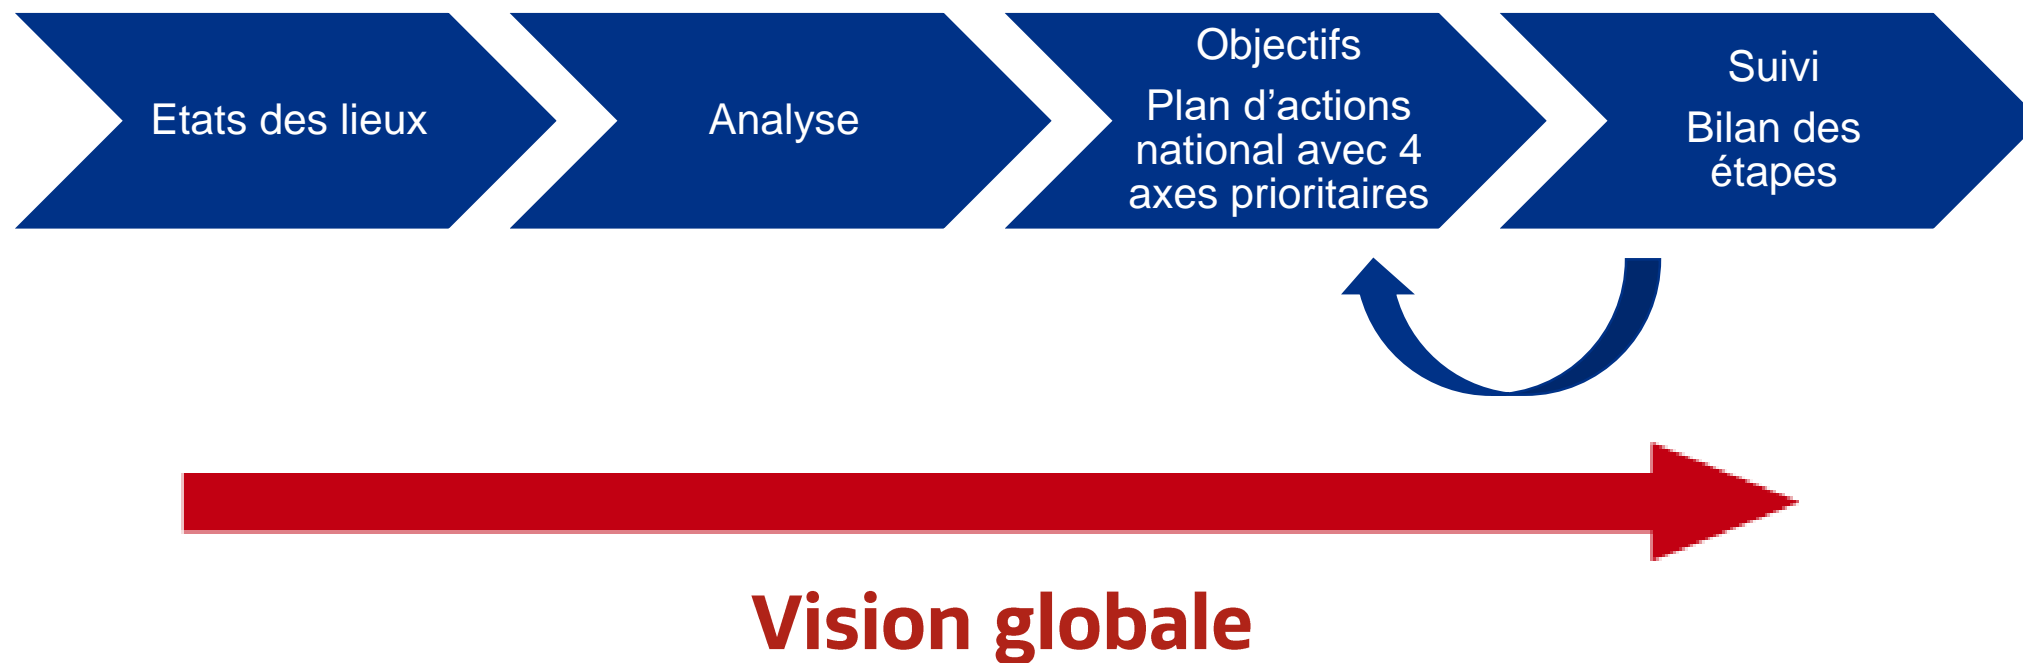 Etats des lieux
Analyse
Objectifs
Plan d’actions
national avec 4
axes prioritaires
Suivi
Bilan des
étapes
Vision globale